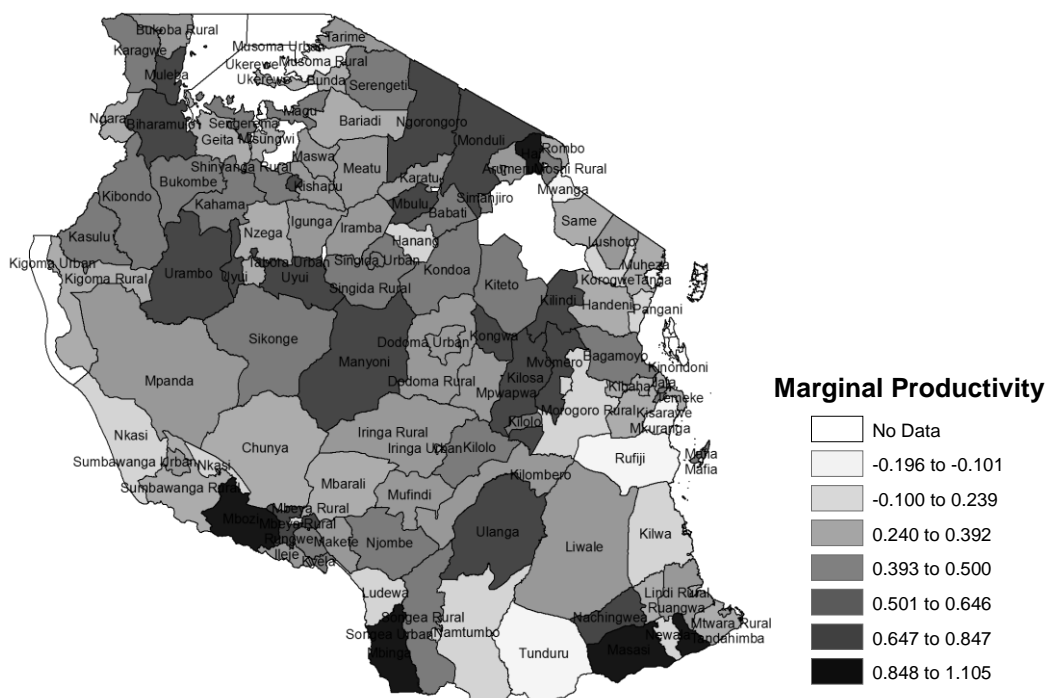 Bukoba Rural
Karagwe
Muleba
Musoma Urban
Tarime
Ukerewe
Musoma Rural
Ukerewe
Bunda
Serengeti
Ngara
Biharamulo
Sengerema
Magu
Bariadi
Ngorongoro
Geita
Misungwi
Monduli
Hai
Rombo
Maswa
Meatu
Arumeru
Moshi Rural
Shinyanga Rural
Karatu
Kibondo
Bukombe
Kishapu
Mwanga
Kahama
Mbulu
Simanjiro
Babati
Igunga
Iramba
Same
Kasulu
Nzega
Hanang
Lushoto
Kigoma Urban
Kigoma Rural
Urambo
Uyui
Tabora Urban
Uyui
Singida Urban
Kondoa
Muheza
Korogwe
Tanga
Singida Rural
Kiteto
Kilindi
Handeni
Pangani
Sikonge
Manyoni
Dodoma Urban
Kongwa
Mvomero
Bagamoyo
Kinondoni
Mpanda
Dodoma Rural
Mpwapwa
Kilosa
Kibaha
Ilala
Temeke
Morogoro Rural
Kisarawe
Mkuranga
Nkasi
Chunya
Iringa Rural
Iringa Urban
Kilolo
Kilolo
Rufiji
Mafia
Mafia
Sumbawanga Urban
Nkasi
Sumbawanga Rural
Mbarali
Mufindi
Kilombero
Mbozi
Mbeya Rural
Mbeya Rural
Rungwe
Makete
Ileje
Kyela
Njombe
Ulanga
Liwale
Kilwa
Ludewa
Songea Rural
Lindi Rural
Ruangwa
Nachingwea
Mtwara Rural
Songea Urban
Namtumbo
Newala
Tandahimba
Mbinga
Tunduru
Masasi
Marginal Productivity
No Data
-0.196 to -0.101
-0.100 to 0.239
0.240 to 0.392
0.393 to 0.500
0.501 to 0.646
0.647 to 0.847
0.848 to 1.105